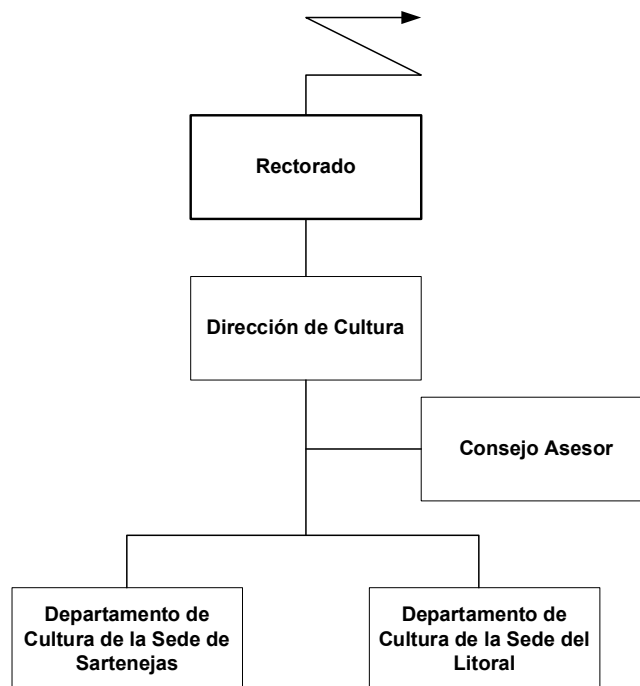 Rectorado
Dirección de Cultura
Consejo Asesor
Departamento de
Cultura de la Sede de
Sartenejas
Departamento de
Cultura de la Sede del
Litoral